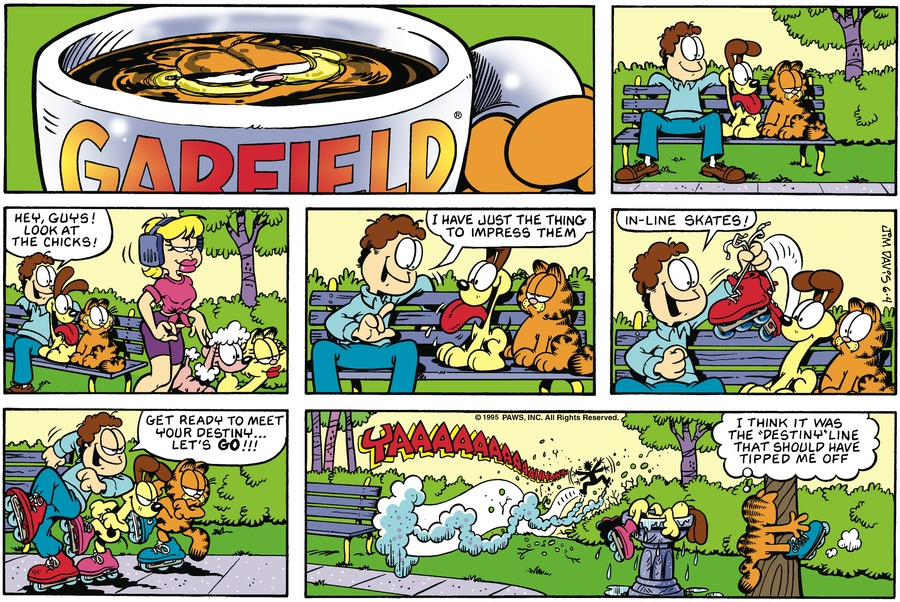 GARFIELD
®
HEY, GUYS!
LOOK AT
THE CHICKS!
I HAVE JUST THE THING
TO IMPRESS THEM
IN-LINE SKATES!
JIM DAVIS 6-4
GET READY TO MEET
YOUR DESTINY...
LET'S GO!!!
© 1995 PAWS, INC. All Rights Reserved.
I THINK IT WAS
THE "DESTINY" LINE
THAT SHOULD HAVE
TIPPED ME OFF